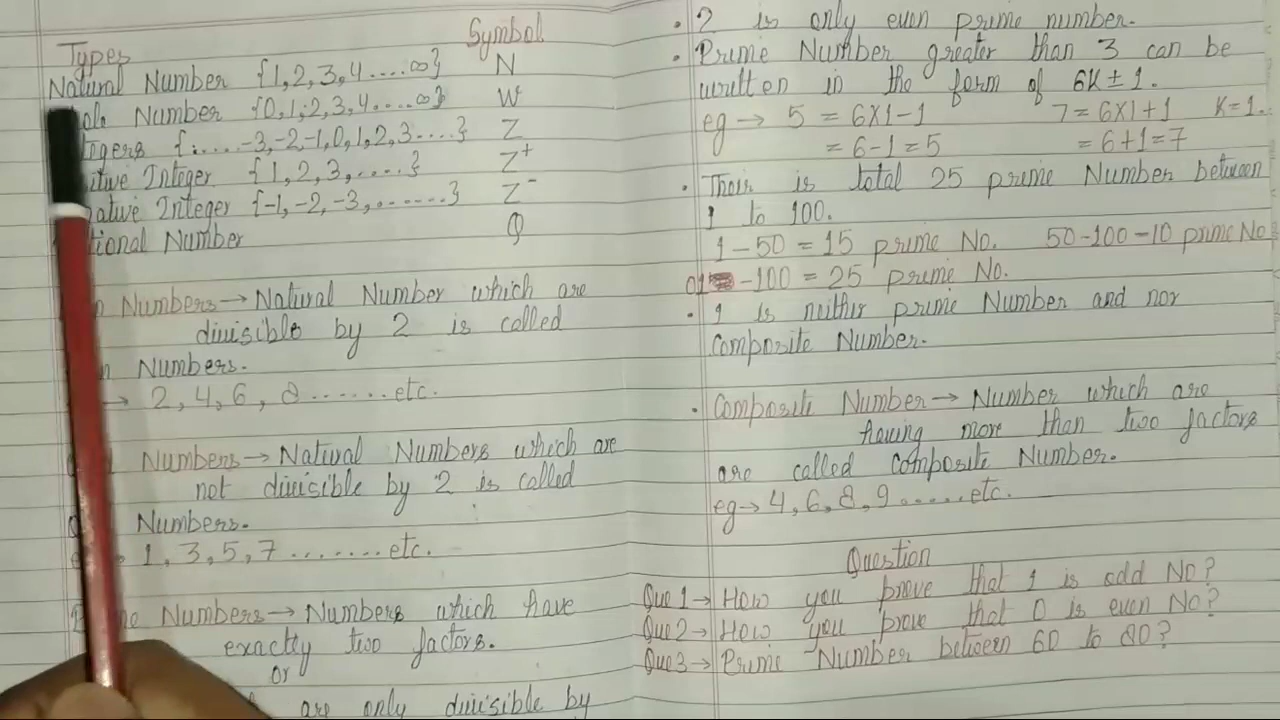 Types
Symbol
Natural Number {1, 2, 3, 4 .... ∞} N
Number {0, 1, 2, 3, 4 .... ∞} W
{ .... -3, -2, -1, 0, 1, 2, 3 .... } Z
Integer { 1, 2, 3, .... } Z⁺
Integer {-1, -2, -3, ....... } Z⁻
Number Q
Numbers → Natural Number which are
divisible by 2 is called
Numbers.
→ 2, 4, 6, 8 ...... etc.
Numbers → Natural Numbers which are
not divisible by 2 is called
Numbers.
1, 3, 5, 7 ........ etc.
Numbers → Numbers which have
exactly two factors.
or
are only divisible by
. 2 is only even prime number.
. Prime Number greater than 3 can be
written in the form of 6K ± 1.
eg → 5 = 6×1-1 7 = 6×1+1 K=1.
= 6-1 = 5 = 6+1 = 7
. Their is total 25 prime Number between
1 to 100.
1 - 50 = 15 prime No. 50-100 - 10 prime No
01 -100 = 25 prime No.
. 1 is neither prime Number and nor
Composite Number.
. Composite Number → Number which are
having more than two factors
are called Composite Number.
eg → 4, 6, 8, 9 ...... etc.
Question
Que 1 → How you prove that 1 is odd No?
Que 2 → How you prove that 0 is even No?
Que 3 → Prime Number between 60 to 80?